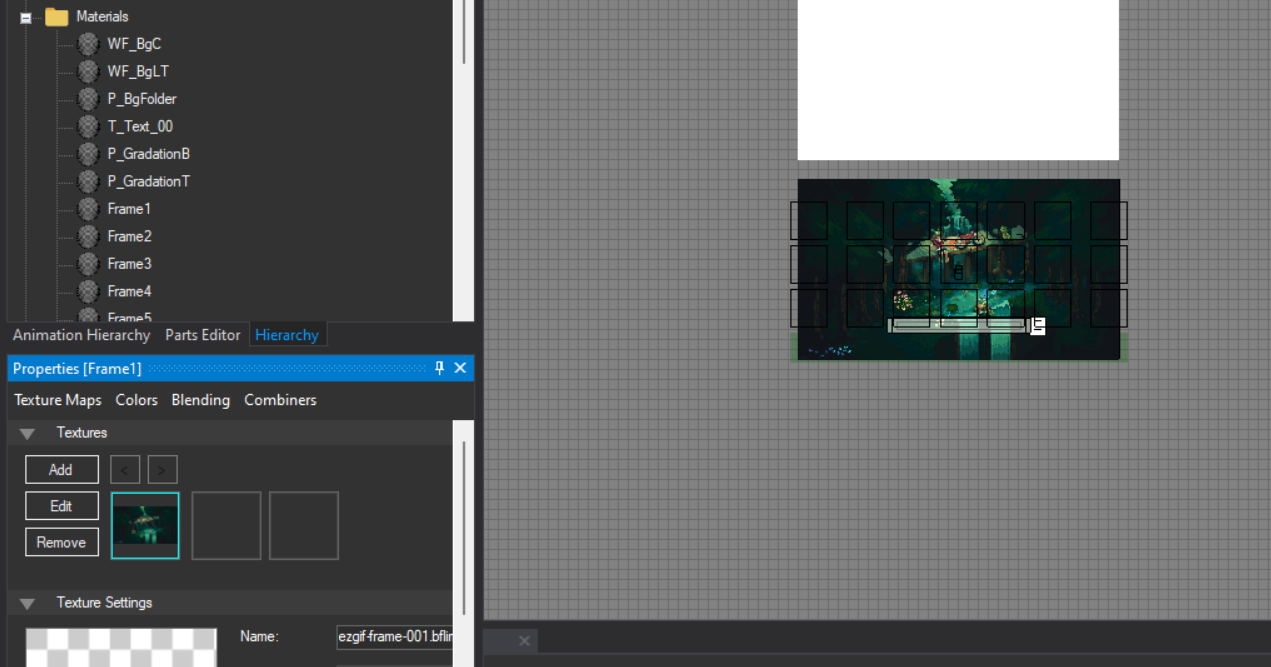 Materials
WF_BgC
WF_BgLT
P_BgFolder
T_Text_00
P_GradationB
P_GradationT
Frame1
Frame2
Frame3
Frame4
Frame5
Animation Hierarchy Parts Editor Hierarchy
Properties [Frame1]
Texture Maps Colors Blending Combiners
Textures
Add < >
Edit
Remove
Texture Settings
Name: ezgif-frame-001.bflim